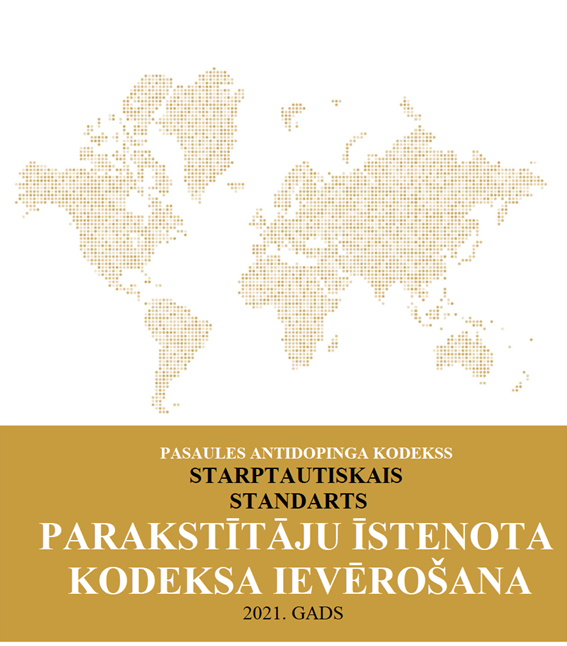 PASAULES ANTIDOPINGA KODEKSS
STARPTAUTISKAIS
STANDARTS
PARAKSTĪTĀJU ĪSTENOTA
KODEKSA IEVĒROŠANA
2021. GADS